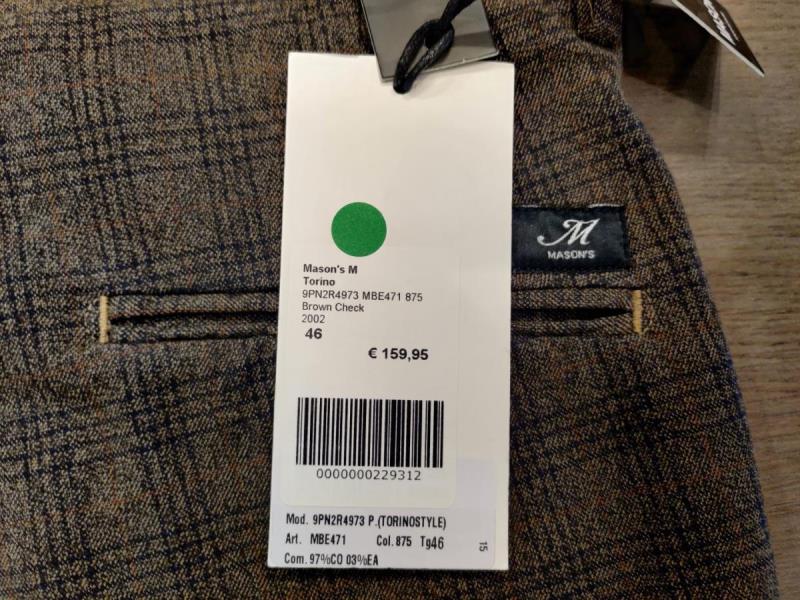 Mason's M
Torino
9PN2R4973 MBE471 875
Brown Check
2002
46
€ 159,95
0000000229312
Mod. 9PN2R4973 P.(TORINOSTYLE)
Art. MBE471 Col. 875 Tg46
Com. 97%CO 03%EA
15
M
MASON'S